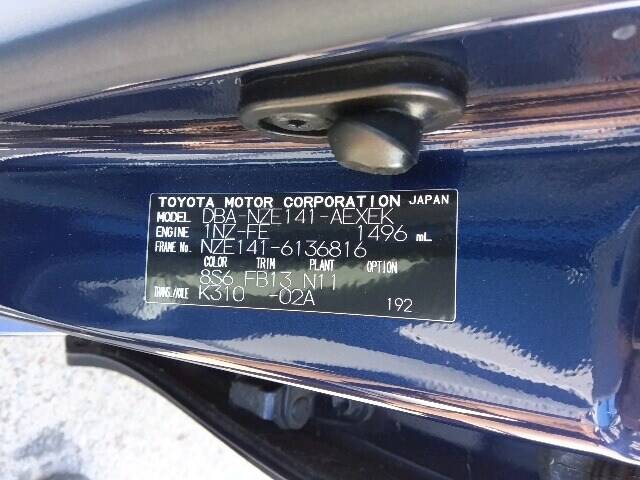 TOYOTA MOTOR CORPORATION JAPAN
MODEL DBA-NZE141-AEXEK
ENGINE 1NZ-FE 1496 mL
FRAME No. NZE141-6136816
COLOR TRIM PLANT OPTION
8S6 FB13 N11
TRANS./AXLE K310 -02A
192